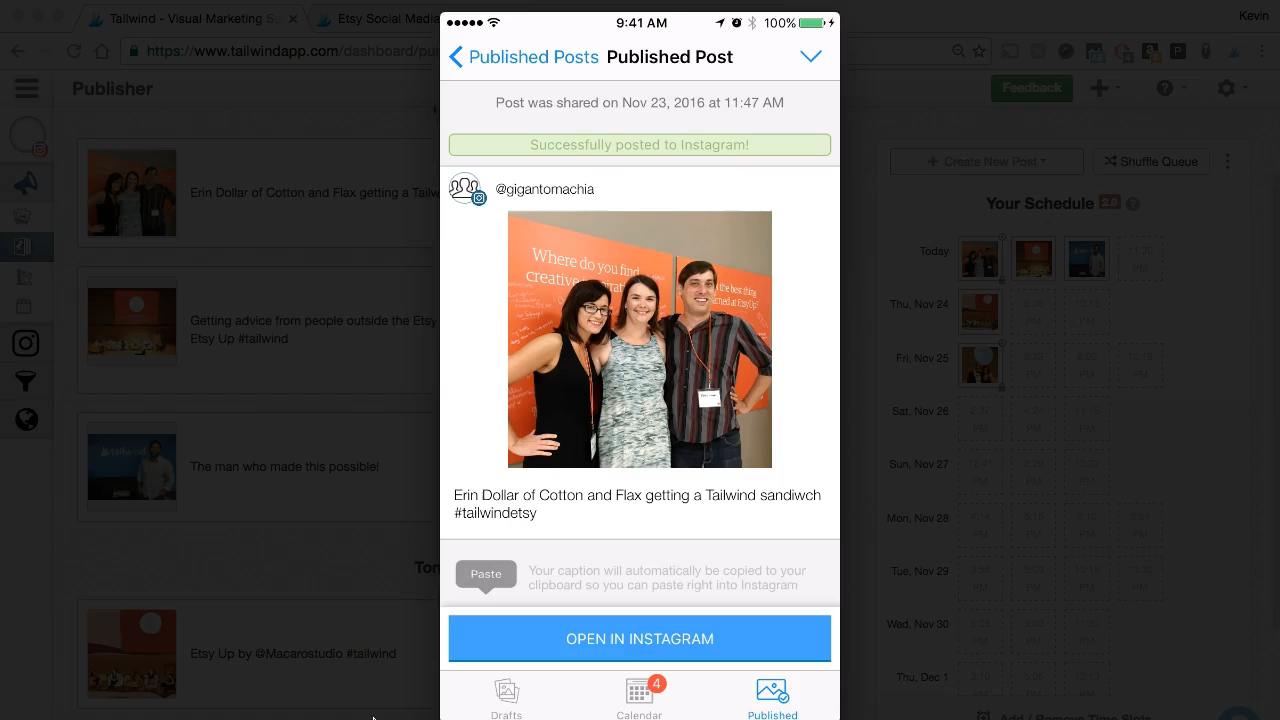 Tailwind - Visual Marketing S
Etsy Social Media
Kevin
https://www.tailwindapp.com/dashboard/pu
Publisher
Feedback
Erin Dollar of Cotton and Flax getting a Tailw
Getting advice from people outside the Etsy
Etsy Up #tailwind
The man who made this possible!
Etsy Up by @Macarostudio #tailwind
9:41 AM
100%
Published Posts
Published Post
Post was shared on Nov 23, 2016 at 11:47 AM
Successfully posted to Instagram!
@gigantomachia
Where do you find
Erin Dollar of Cotton and Flax getting a Tailwind sandiwch
#tailwindetsy
Paste
Your caption will automatically be copied to your
clipboard so you can paste right into Instagram
OPEN IN INSTAGRAM
Drafts
4
Calendar
Published
Create New Post
Shuffle Queue
Your Schedule 2.0
Today
Thu, Nov 24
Fri, Nov 25
Sat, Nov 26
Sun, Nov 27
Mon, Nov 28
Tue, Nov 29
Wed, Nov 30
Thu, Dec 1
Add / Remove Time Slots